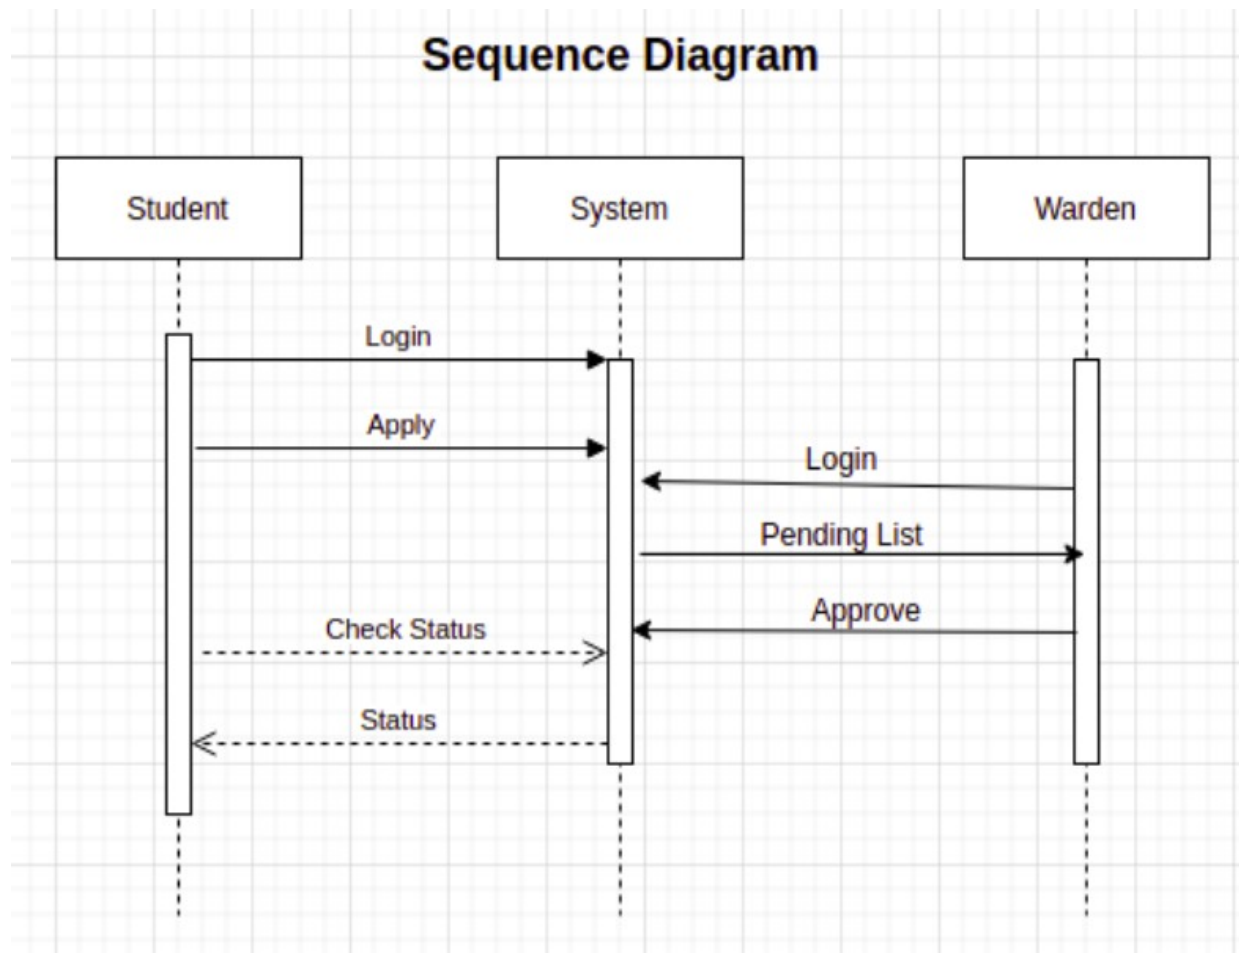 Sequence Diagram
Student
System
Warden
Login
Apply
Login
Pending List
Approve
Check Status
Status